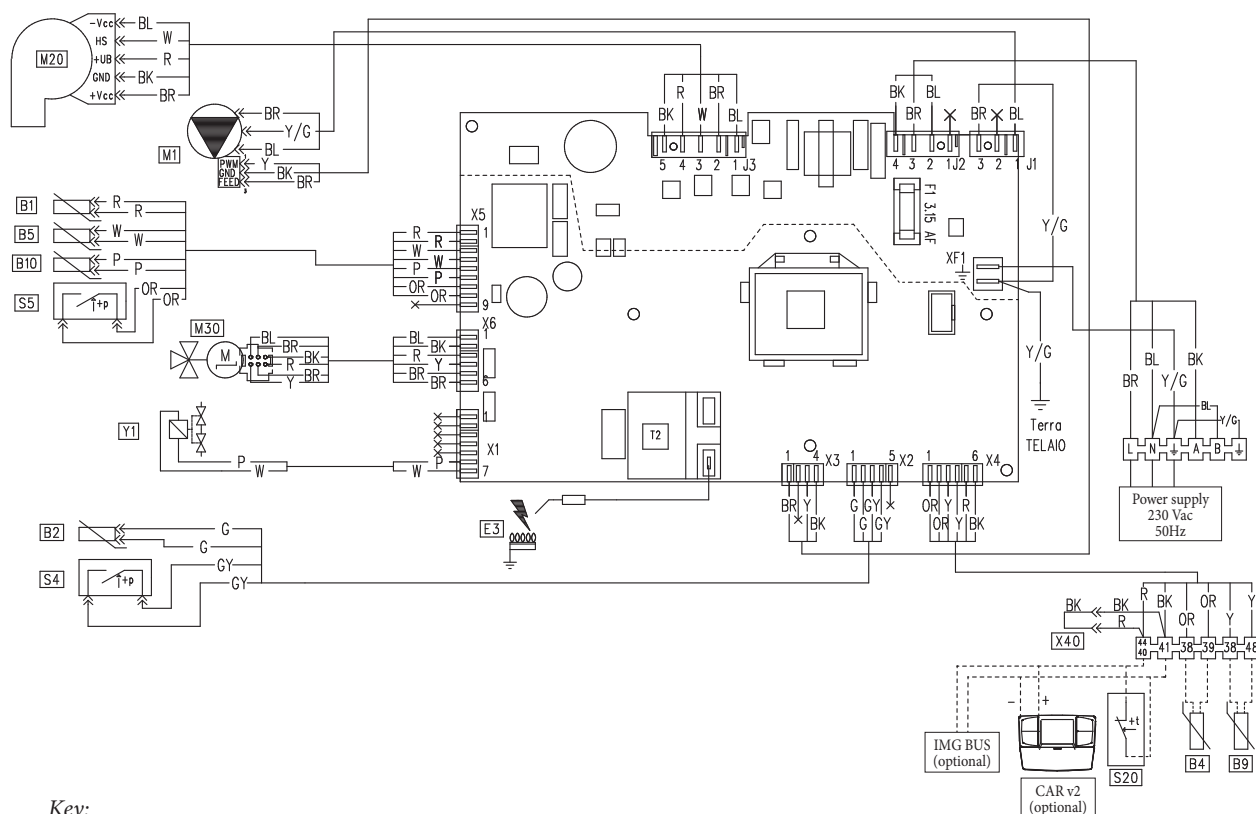 -Vcc BL
HS W
M20 +UB R
GND BK
+Vcc BR
BR
Y/G
BL
M1
PWM Y
GND BK
FEED BR
B1 R
R
B5 W
W
B10 P
P
S5 +p OR
OR
M30
M
BL
BR
BK
R
BR
Y
Y1
P
W
B2 G
G
S4 +p GY
GY
X5
R 1
R
W
W
P
P
OR
OR
9
X6
BL 1
BK
R
Y
BR
BR 6
1
X1
P
W 7
BK R W BR BL
5 4 3 2 1 J3
BK BR BL
4 3 2 1 J2
BR BL
3 2 1 J1
F1 3.15 AF
XF1
Y/G
Y/G
Terra
TELAIO
T2
E3
1 4 X3
BR Y BK
1 5 X2
G G GY GY
1 6 X4
OR OR Y Y R BK
BR BL Y/G BK
BL
Y/G
L N A B
Power supply
230 Vac
50Hz
R BK OR OR Y Y
BK BK
R
X40
44
40 41 38 39 38 48
- +
IMG BUS
(optional)
CAR v2
(optional)
+t
S20
B4
B9
Key: